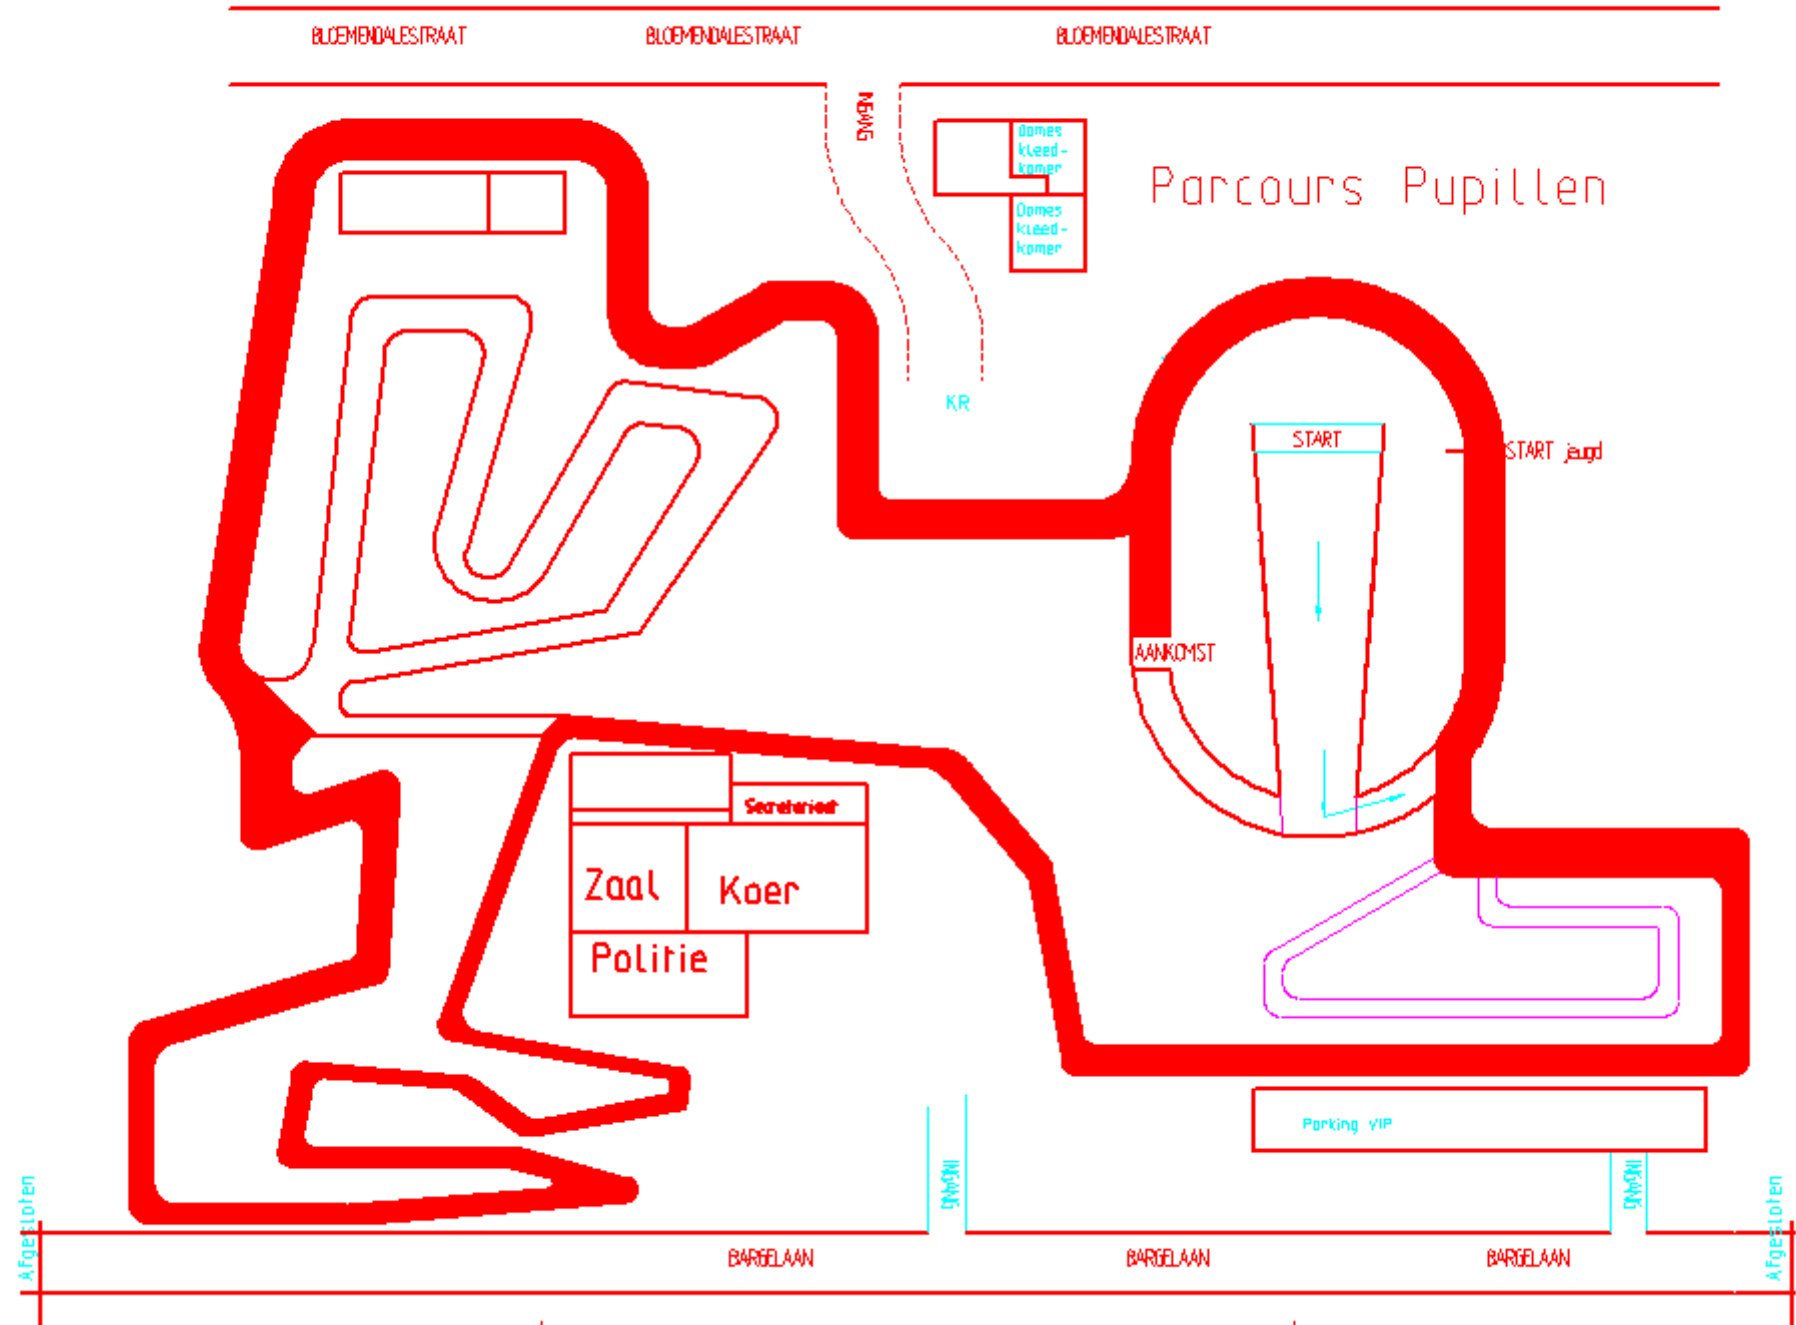 BLOEMENDALESTRAAT BLOEMENDALESTRAAT BLOEMENDALESTRAAT
INGANG
Dames
kleed-
kamer
Parcours Pupillen
Dames
kleed-
kamer
KR
START
START jeugd
AANKOMST
Secretariaat
Zaal Koer
Politie
Parking VIP
INGANG
INGANG
Afgesloten
Afgesloten
BARGELAAN BARGELAAN BARGELAAN